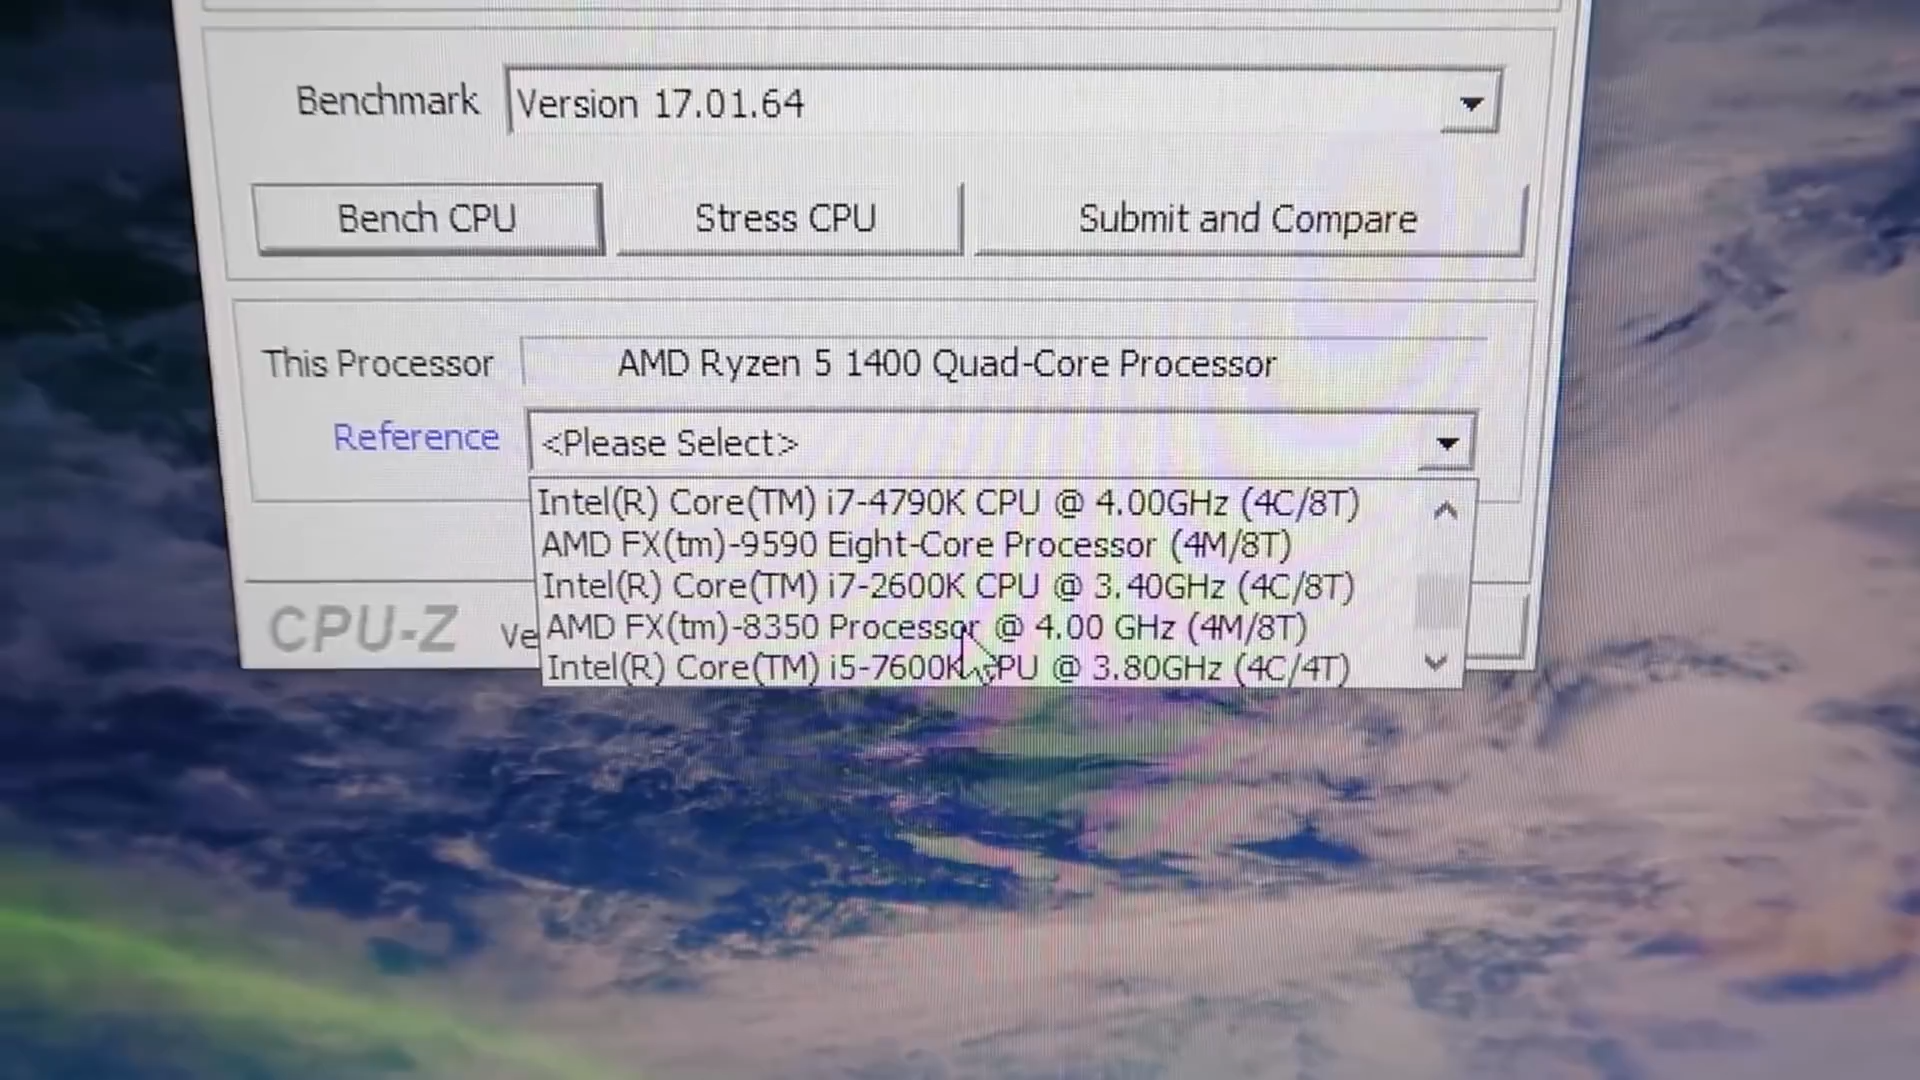 Benchmark Version 17.01.64
Bench CPU Stress CPU Submit and Compare
This Processor AMD Ryzen 5 1400 Quad-Core Processor
Reference <Please Select>
Intel(R) Core(TM) i7-4790K CPU @ 4.00GHz (4C/8T)
AMD FX(tm)-9590 Eight-Core Processor (4M/8T)
Intel(R) Core(TM) i7-2600K CPU @ 3.40GHz (4C/8T)
AMD FX(tm)-8350 Processor @ 4.00 GHz (4M/8T)
Intel(R) Core(TM) i5-7600K CPU @ 3.80GHz (4C/4T)
CPU-Z Ve